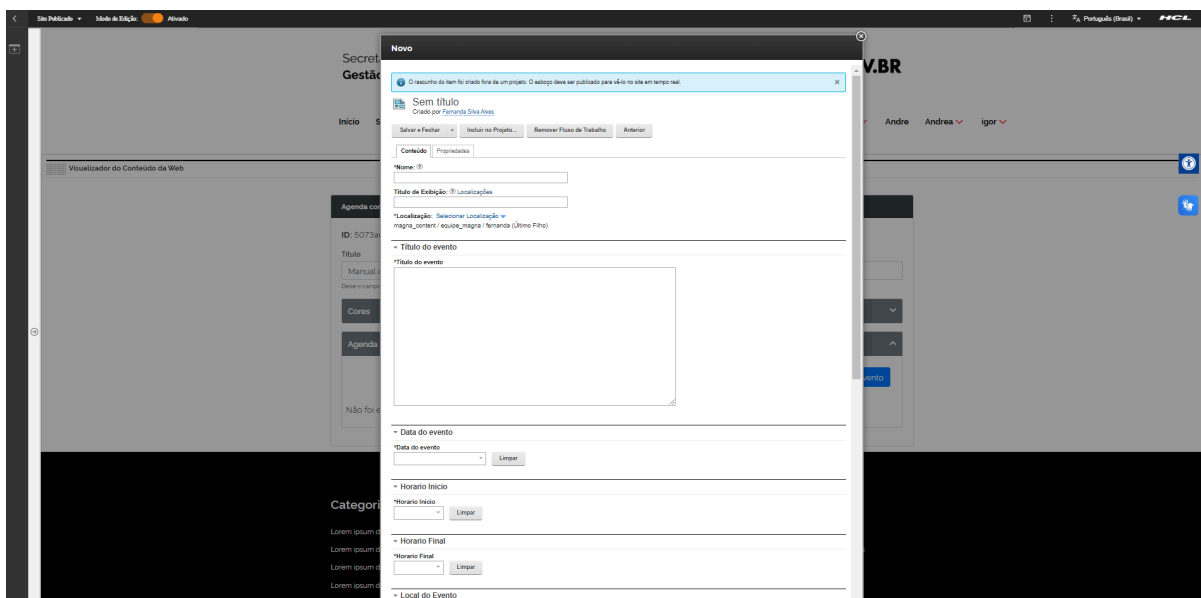 Site Publicado Modo de Edição: Ativado Português (Brasil) HCL
Novo
Secret
Gestão
V.BR
O rascunho do item foi criado fora de um projeto. O esboço deve ser publicado para vê-lo no site em tempo real.
Sem título
Criado por Fernanda Silva Alves
Início S Andre Andrea igor
Salvar e Fechar Incluir no Projeto... Remover Fluxo de Trabalho Anterior
Conteúdo Propriedades
Visualizador do Conteúdo da Web
*Nome:
Título de Exibição: Localizações
*Localização: Selecionar Localização
magna_content / equipe_magna / fernanda (Último Filho)
Agenda con
ID: 5073a
Título
Manual
Deixe o campo
Cores
Agenda
vento
Não foi e
Título do evento
*Título do evento
Data do evento
*Data do evento
Limpar
Horario Inicio
*Horario Inicio
Limpar
Horario Final
*Horario Final
Limpar
Local do Evento
Categori
Lorem ipsum d
Lorem ipsum d
Lorem ipsum d
Lorem ipsum d